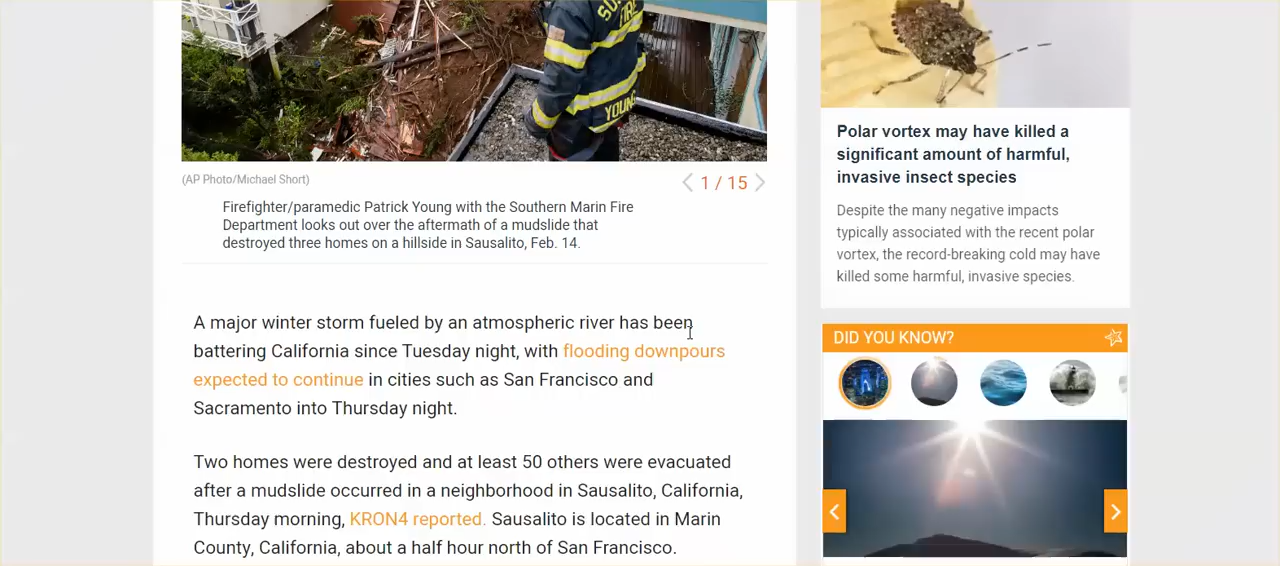 SO
FIRE
YOUNG
(AP Photo/Michael Short)
1 / 15
Firefighter/paramedic Patrick Young with the Southern Marin Fire
Department looks out over the aftermath of a mudslide that
destroyed three homes on a hillside in Sausalito, Feb. 14.
A major winter storm fueled by an atmospheric river has been
battering California since Tuesday night, with flooding downpours
expected to continue in cities such as San Francisco and
Sacramento into Thursday night.
Two homes were destroyed and at least 50 others were evacuated
after a mudslide occurred in a neighborhood in Sausalito, California,
Thursday morning, KRON4 reported. Sausalito is located in Marin
County, California, about a half hour north of San Francisco.
Polar vortex may have killed a
significant amount of harmful,
invasive insect species
Despite the many negative impacts
typically associated with the recent polar
vortex, the record-breaking cold may have
killed some harmful, invasive species.
DID YOU KNOW?